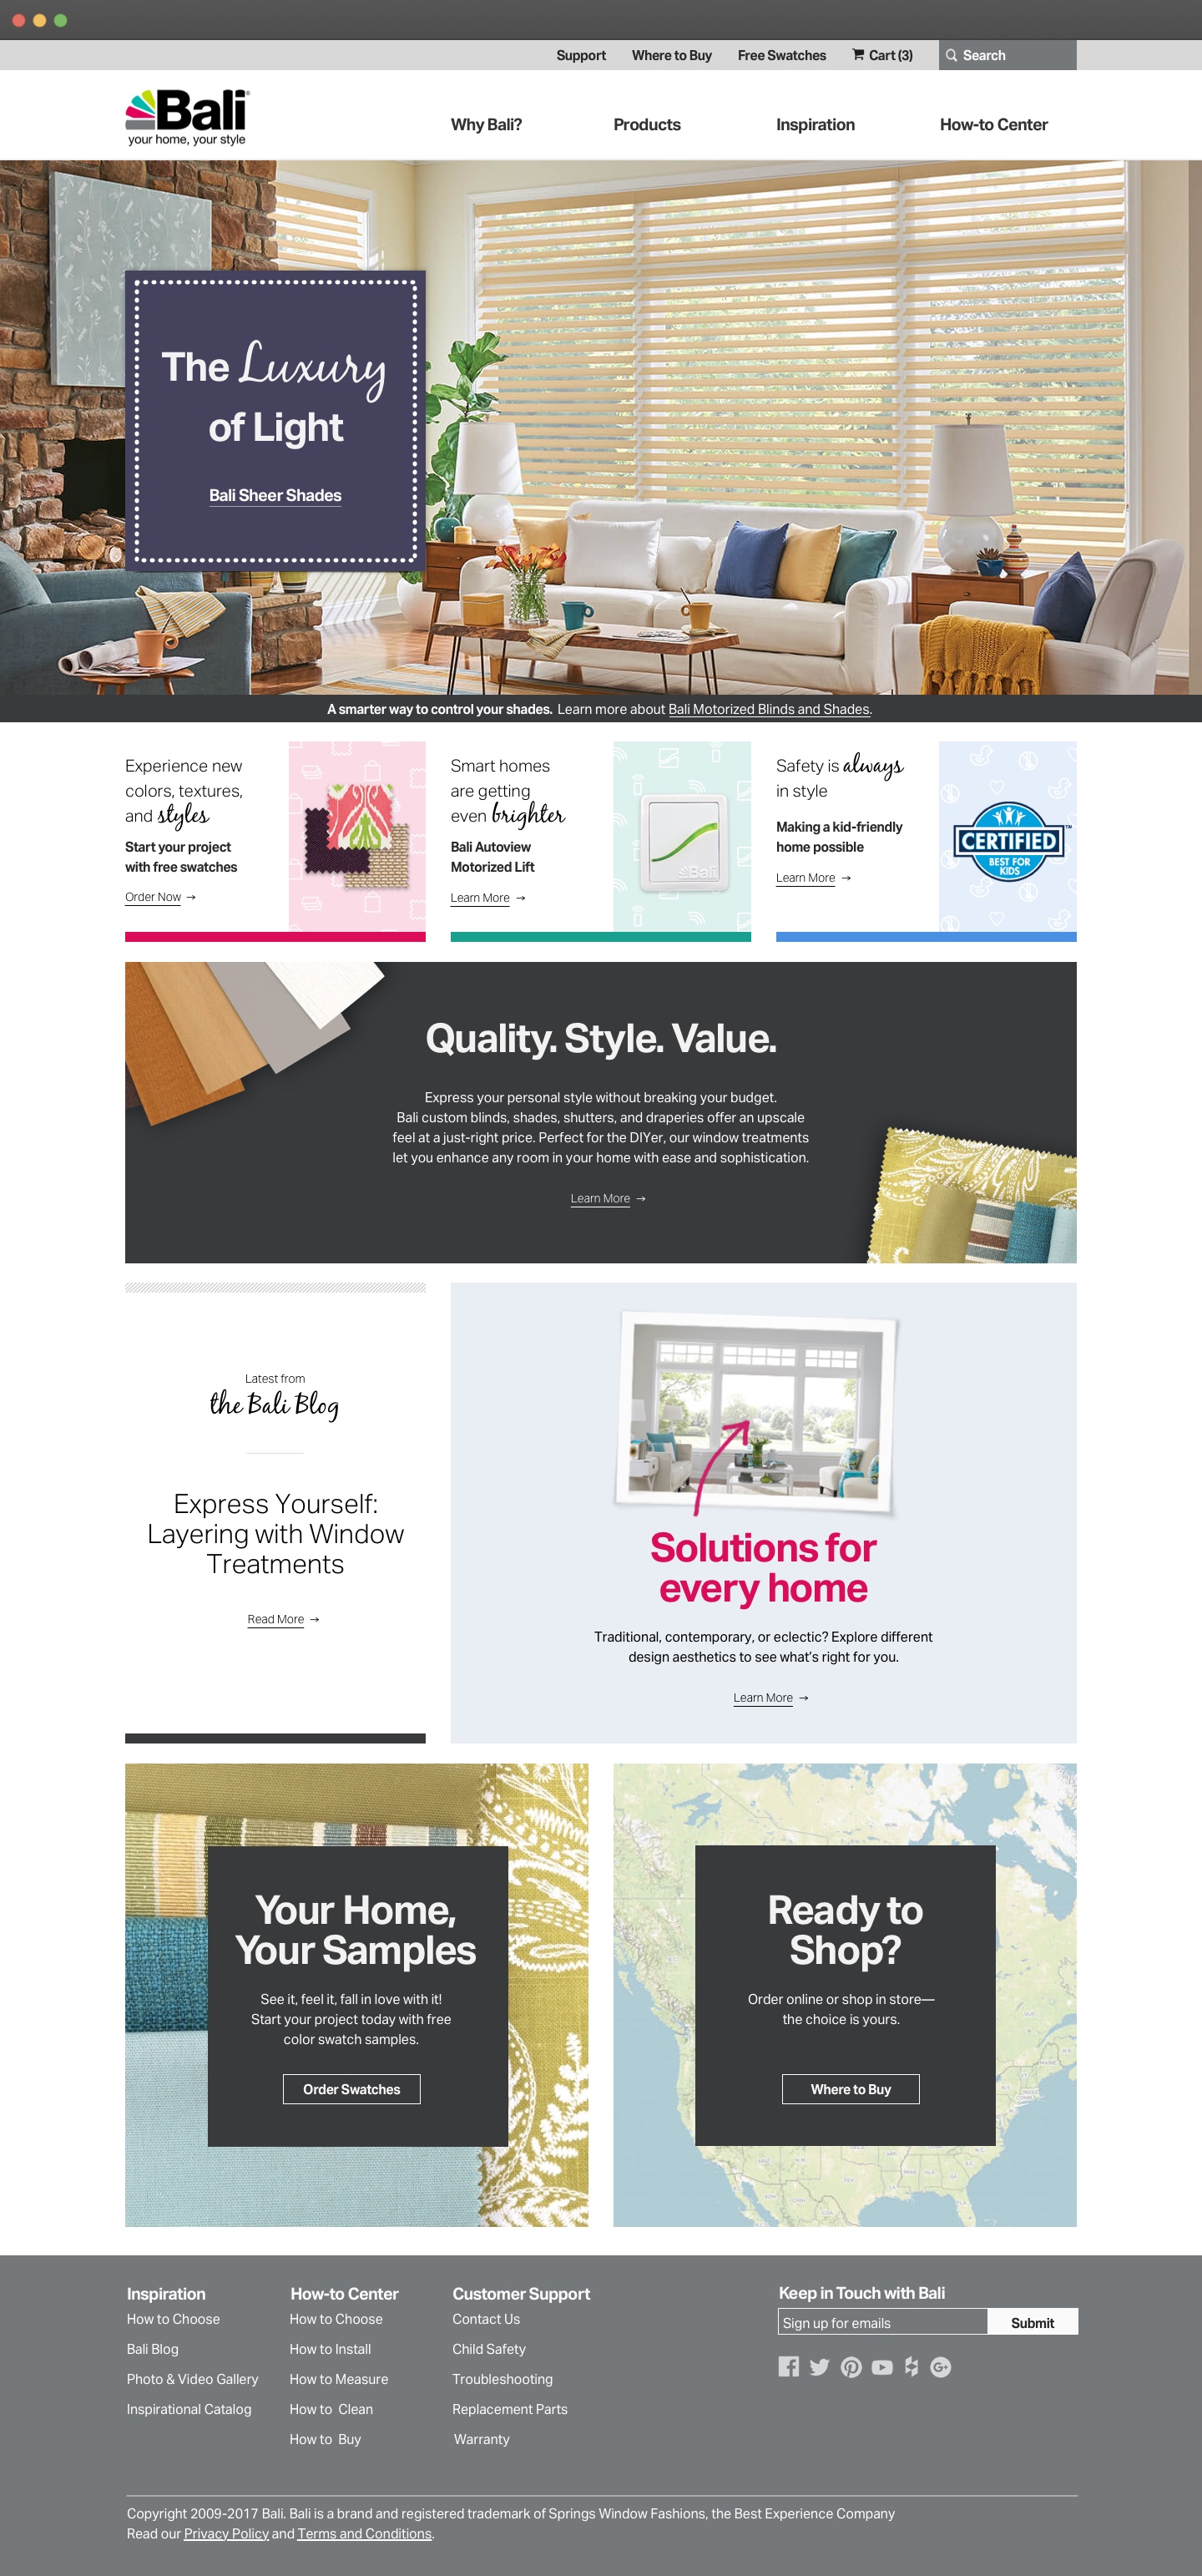 Support Where to Buy Free Swatches Cart (3) Search
Bali
your home, your style
Why Bali? Products Inspiration How-to Center
The Luxury
of Light
Bali Sheer Shades
A smarter way to control your shades. Learn more about Bali Motorized Blinds and Shades.
Experience new
colors, textures,
and styles
Start your project
with free swatches
Order Now →
Smart homes
are getting
even brighter
Bali Autoview
Motorized Lift
Learn More →
Bali
Safety is always
in style
Making a kid-friendly
home possible
Learn More →
CERTIFIED™
BEST FOR
KIDS
Quality. Style. Value.
Express your personal style without breaking your budget.
Bali custom blinds, shades, shutters, and draperies offer an upscale
feel at a just-right price. Perfect for the DIYer, our window treatments
let you enhance any room in your home with ease and sophistication.
Learn More →
Latest from
the Bali Blog
Express Yourself:
Layering with Window
Treatments
Read More →
Solutions for
every home
Traditional, contemporary, or eclectic? Explore different
design aesthetics to see what's right for you.
Learn More →
Your Home,
Your Samples
See it, feel it, fall in love with it!
Start your project today with free
color swatch samples.
Order Swatches
Ready to
Shop?
Order online or shop in store—
the choice is yours.
Where to Buy
Inspiration
How to Choose
Bali Blog
Photo & Video Gallery
Inspirational Catalog
How-to Center
How to Choose
How to Install
How to Measure
How to Clean
How to Buy
Customer Support
Contact Us
Child Safety
Troubleshooting
Replacement Parts
Warranty
Keep in Touch with Bali
Sign up for emails Submit
Copyright 2009-2017 Bali. Bali is a brand and registered trademark of Springs Window Fashions, the Best Experience Company
Read our Privacy Policy and Terms and Conditions.